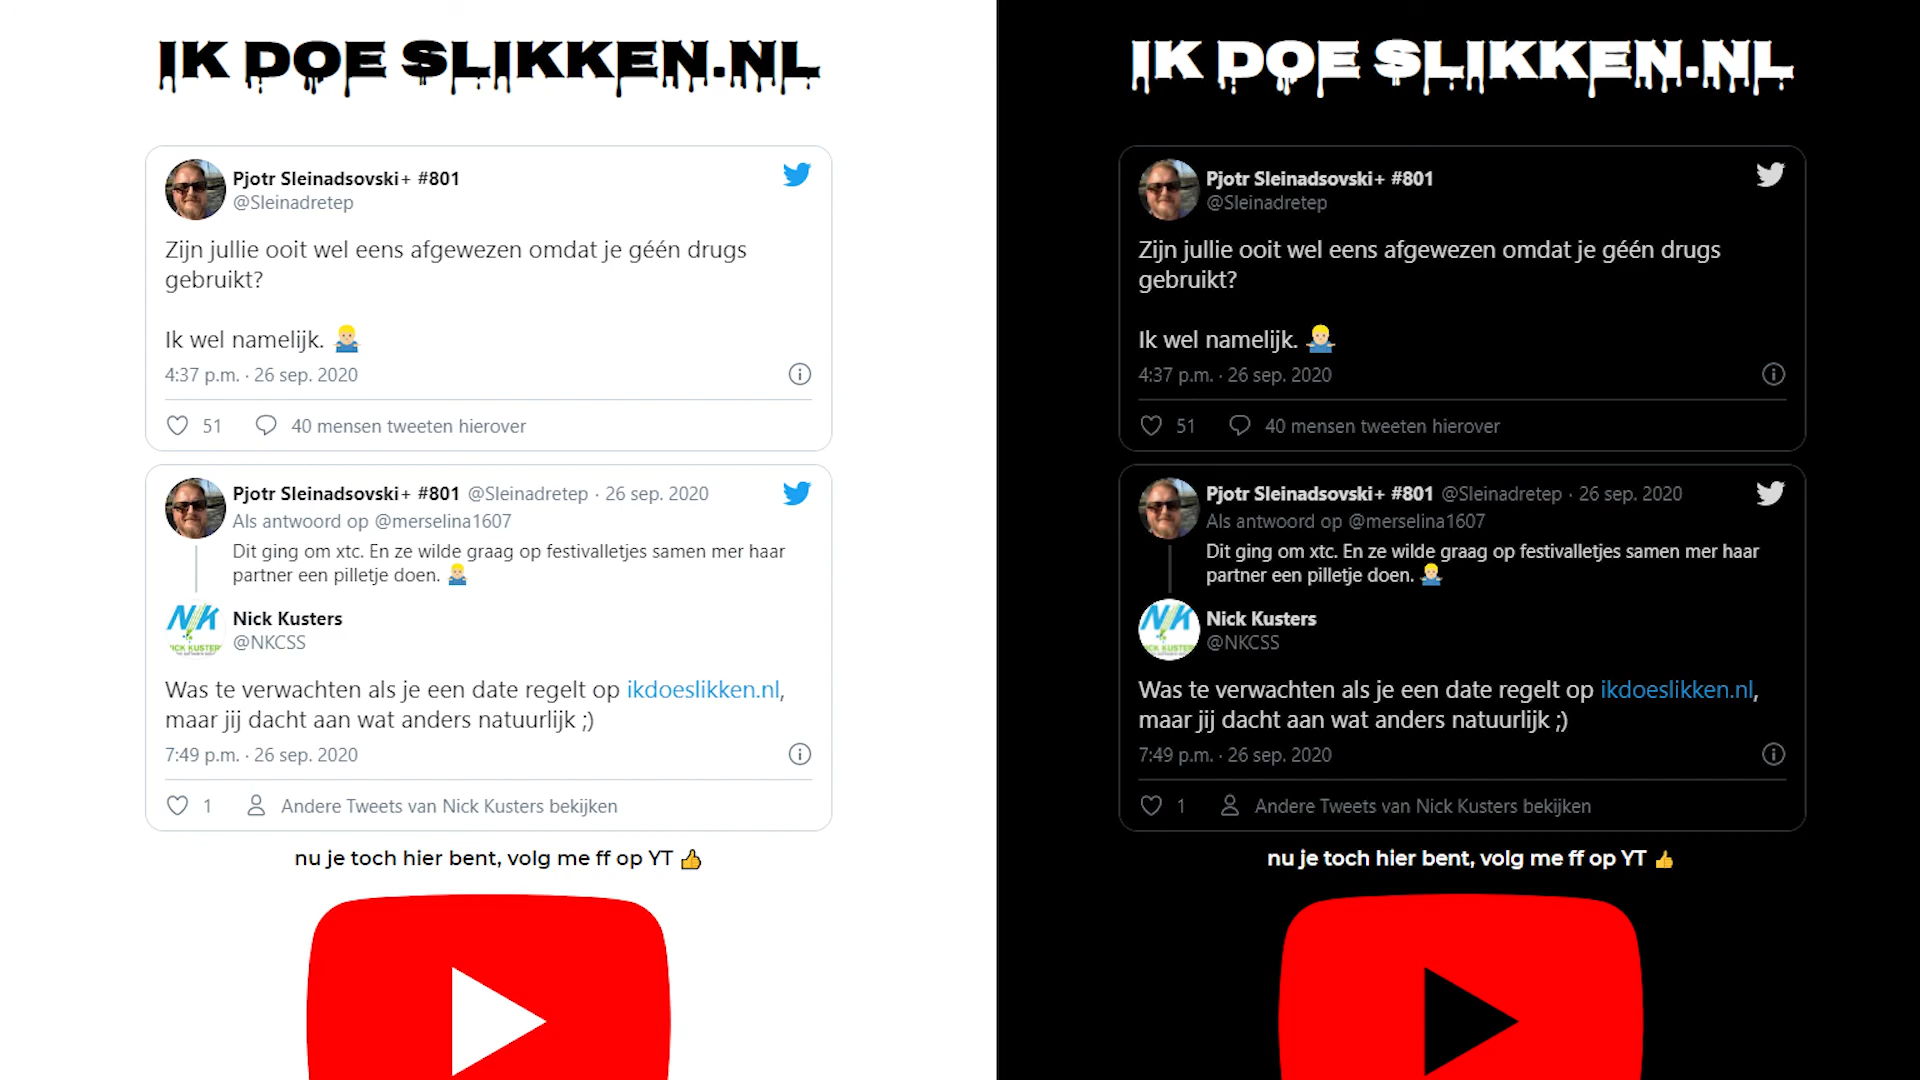 IK DOE SLIKKEN.NL
Pjotr Sleinadsovski+ #801
@Sleinadretep
Zijn jullie ooit wel eens afgewezen omdat je géén drugs
gebruikt?
Ik wel namelijk. 🤷🏼‍♂️
4:37 p.m. · 26 sep. 2020
51 40 mensen tweeten hierover
Pjotr Sleinadsovski+ #801 @Sleinadretep · 26 sep. 2020
Als antwoord op @merselina1607
Dit ging om xtc. En ze wilde graag op festivalletjes samen mer haar
partner een pilletje doen. 🤷🏼‍♂️
NK
NICK KUSTERS
Nick Kusters
@NKCSS
Was te verwachten als je een date regelt op ikdoeslikken.nl,
maar jij dacht aan wat anders natuurlijk ;)
7:49 p.m. · 26 sep. 2020
1 Andere Tweets van Nick Kusters bekijken
nu je toch hier bent, volg me ff op YT 👍
IK DOE SLIKKEN.NL
Pjotr Sleinadsovski+ #801
@Sleinadretep
Zijn jullie ooit wel eens afgewezen omdat je géén drugs
gebruikt?
Ik wel namelijk. 🤷🏼‍♂️
4:37 p.m. · 26 sep. 2020
51 40 mensen tweeten hierover
Pjotr Sleinadsovski+ #801 @Sleinadretep · 26 sep. 2020
Als antwoord op @merselina1607
Dit ging om xtc. En ze wilde graag op festivalletjes samen mer haar
partner een pilletje doen. 🤷🏼‍♂️
NK
Nick Kusters
@NKCSS
Was te verwachten als je een date regelt op ikdoeslikken.nl,
maar jij dacht aan wat anders natuurlijk ;)
7:49 p.m. · 26 sep. 2020
1 Andere Tweets van Nick Kusters bekijken
nu je toch hier bent, volg me ff op YT 👍